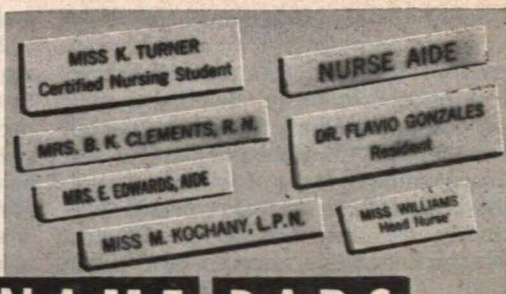 MISS K. TURNER
Certified Nursing Student
NURSE AIDE
MRS. B. K. CLEMENTS, R. N.
DR. FLAVIO GONZALES
Resident
MRS. E. EDWARDS, AIDE
MISS WILLIAMS
Head Nurse
MISS M. KOCHANY, L.P.N.